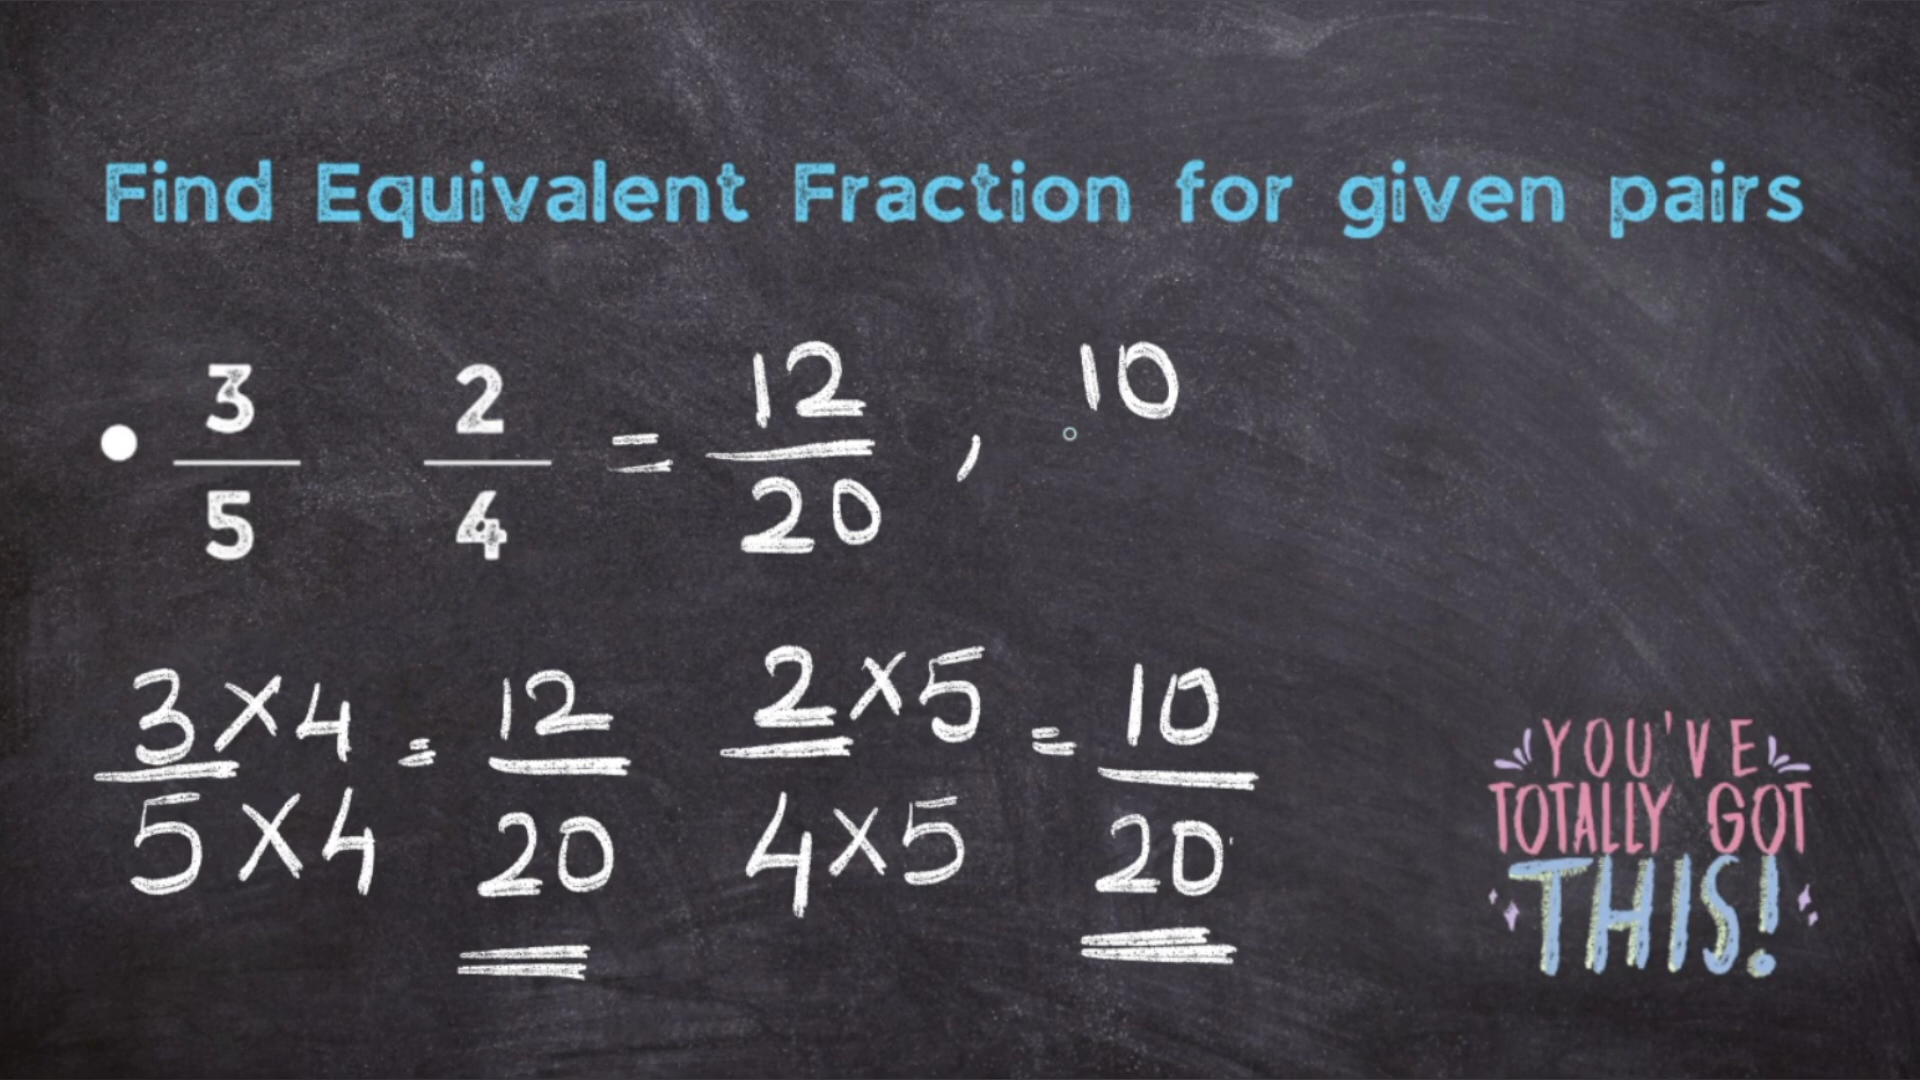 Find Equivalent Fraction for given pairs
• 3/5 2/4 = 12/20 , 10
3×4/5×4 = 12/20 2×5/4×5 = 10/20
YOU'VE
TOTALLY GOT
THIS!